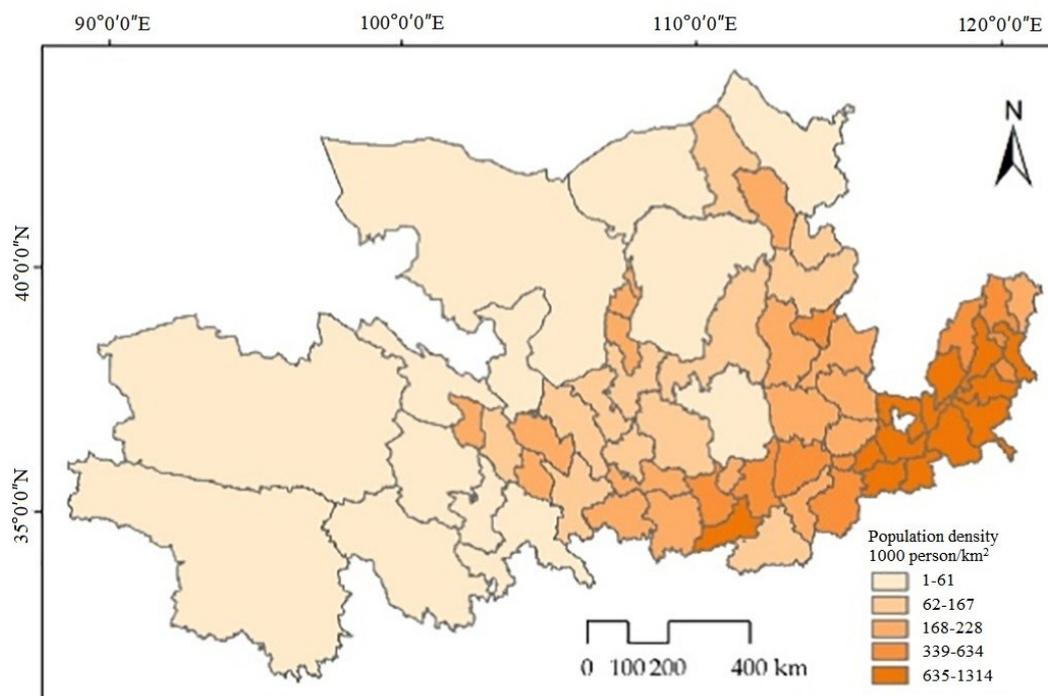 90°0′0″E 100°0′0″E 110°0′0″E 120°0′0″E
N
40°0′0″N
35°0′0″N
Population density
1000 person/km²
1-61
62-167
168-228
339-634
635-1314
0 100 200 400 km